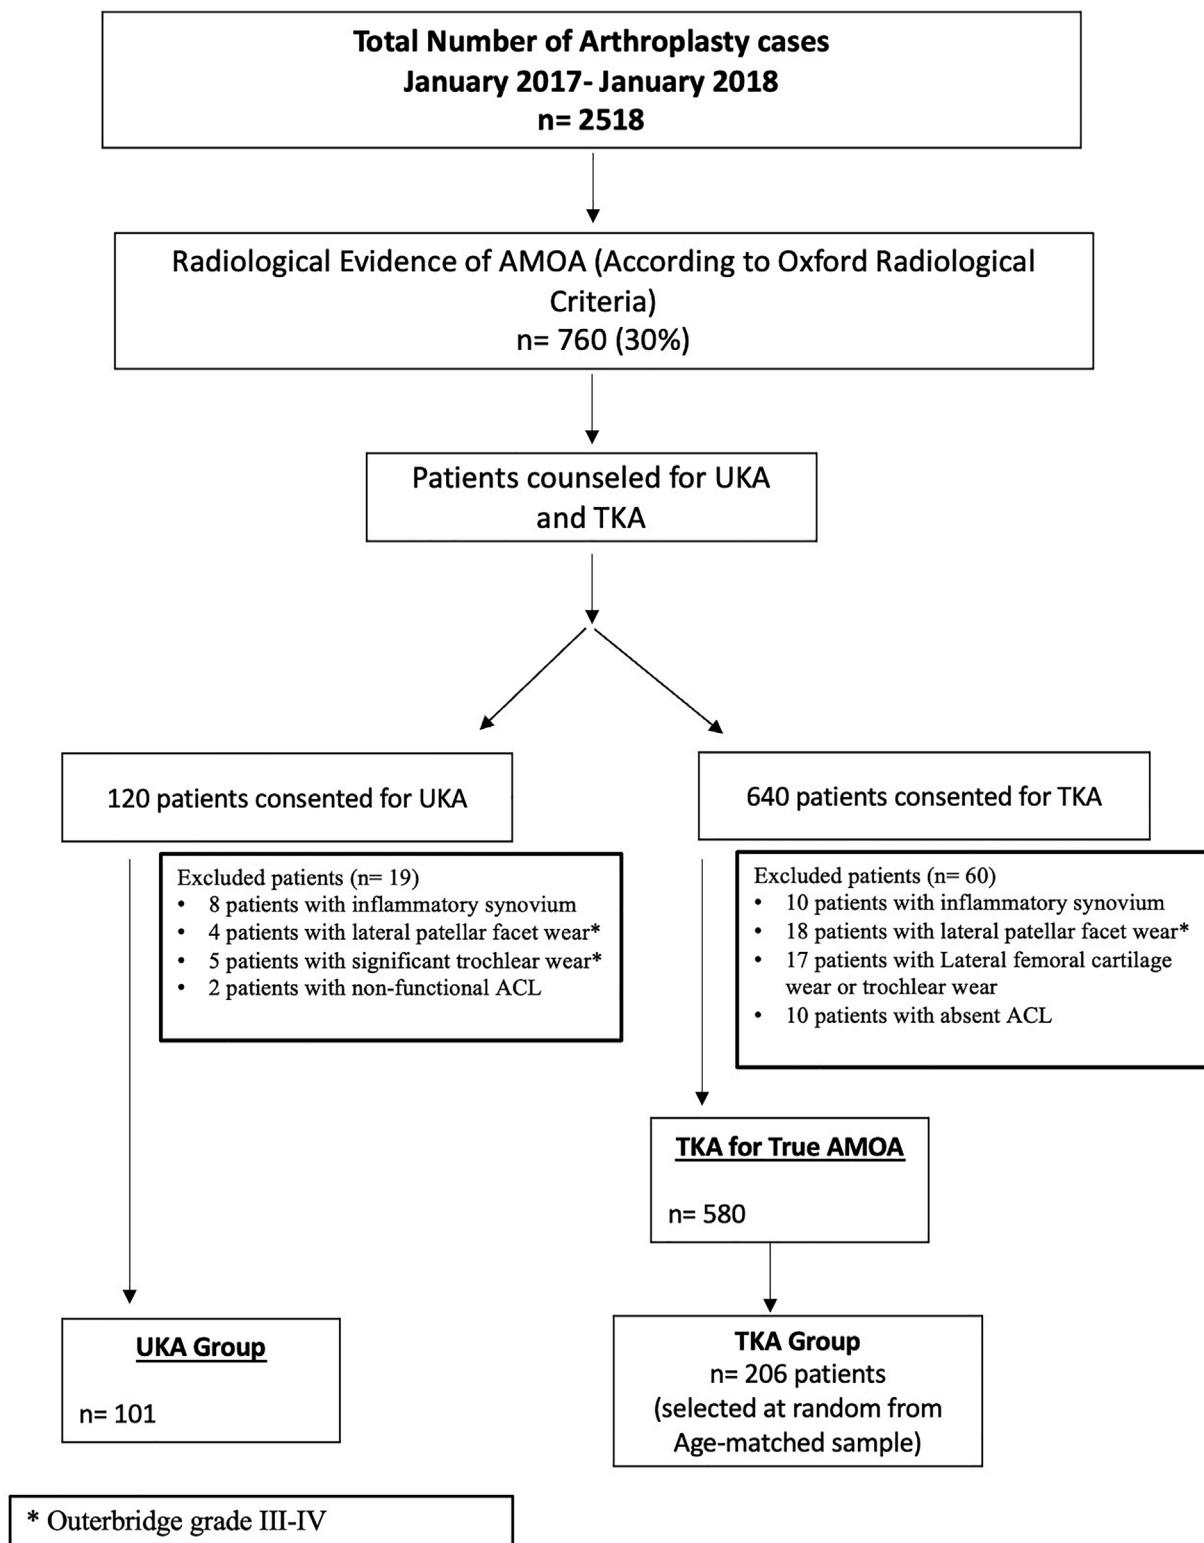 Total Number of Arthroplasty cases
January 2017- January 2018
n= 2518
Radiological Evidence of AMOA (According to Oxford Radiological
Criteria)
n= 760 (30%)
Patients counseled for UKA
and TKA
120 patients consented for UKA
640 patients consented for TKA
Excluded patients (n= 19)
• 8 patients with inflammatory synovium
• 4 patients with lateral patellar facet wear*
• 5 patients with significant trochlear wear*
• 2 patients with non-functional ACL
Excluded patients (n= 60)
• 10 patients with inflammatory synovium
• 18 patients with lateral patellar facet wear*
• 17 patients with Lateral femoral cartilage
wear or trochlear wear
• 10 patients with absent ACL
TKA for True AMOA
n= 580
UKA Group
n= 101
TKA Group
n= 206 patients
(selected at random from
Age-matched sample)
* Outerbridge grade III-IV